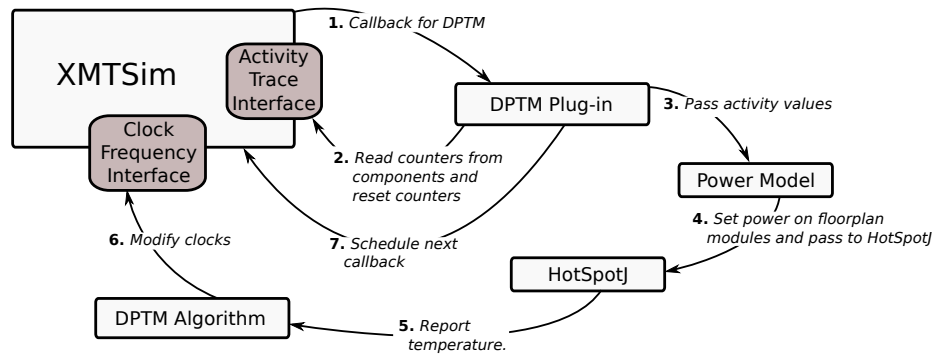 1. Callback for DPTM
XMTSim
Activity
Trace
Interface
DPTM Plug-in
3. Pass activity values
Clock
Frequency
Interface
2. Read counters from
components and
reset counters
Power Model
4. Set power on floorplan
modules and pass to HotSpotJ
6. Modify clocks
7. Schedule next
callback
HotSpotJ
DPTM Algorithm
5. Report
temperature.